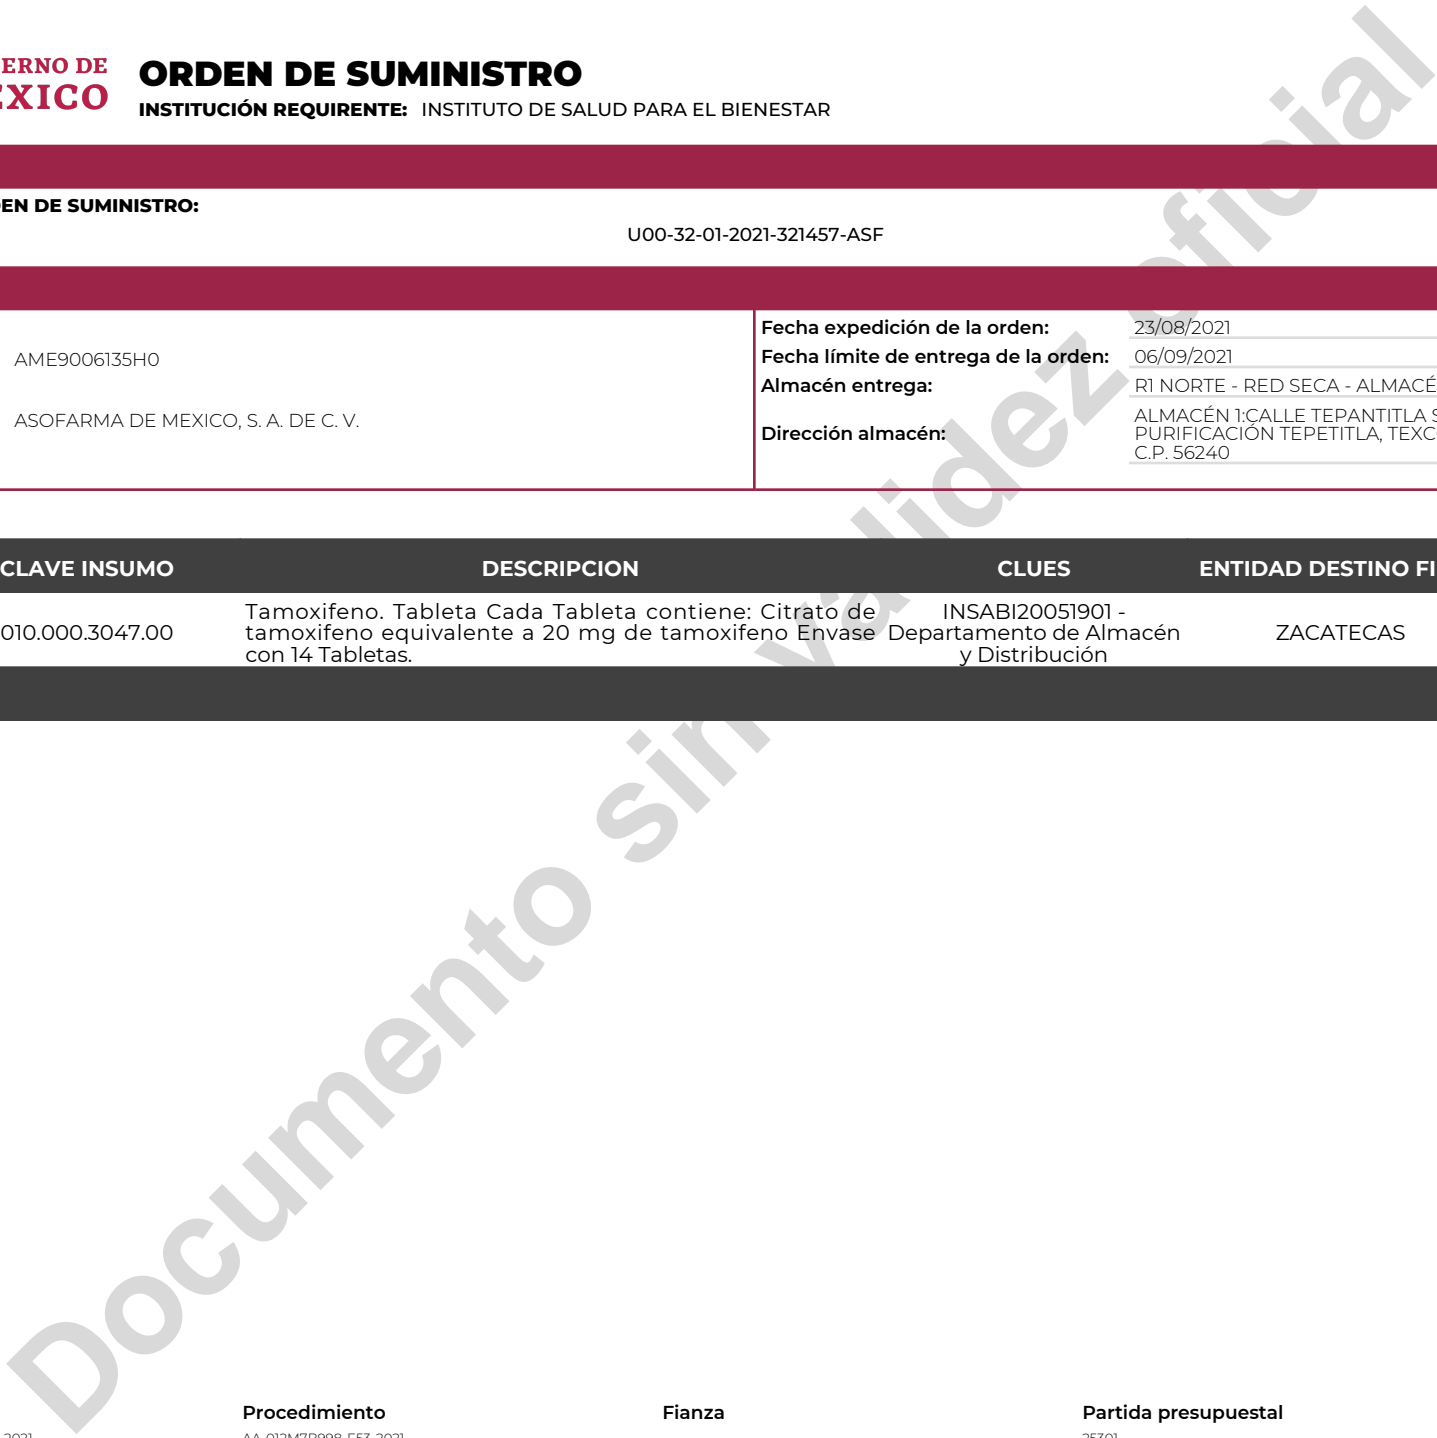 ERNO DE
EXICO
ORDEN DE SUMINISTRO
INSTITUCIÓN REQUIRENTE: INSTITUTO DE SALUD PARA EL BIENESTAR
EN DE SUMINISTRO:
U00-32-01-2021-321457-ASF
AME9006135H0
ASOFARMA DE MEXICO, S. A. DE C. V.
Fecha expedición de la orden: 23/08/2021
Fecha límite de entrega de la orden: 06/09/2021
Almacén entrega: R1 NORTE - RED SECA - ALMACÉ
Dirección almacén: ALMACÉN 1:CALLE TEPANTITLA S
PURIFICACIÓN TEPETITLA, TEXC
C.P. 56240
CLAVE INSUMO DESCRIPCION CLUES ENTIDAD DESTINO FI
010.000.3047.00
Tamoxifeno. Tableta Cada Tableta contiene: Citrato de
tamoxifeno equivalente a 20 mg de tamoxifeno Envase
con 14 Tabletas.
INSABI20051901 -
Departamento de Almacén
y Distribución
ZACATECAS
Documento sin validez oficial
Procedimiento Fianza Partida presupuestal